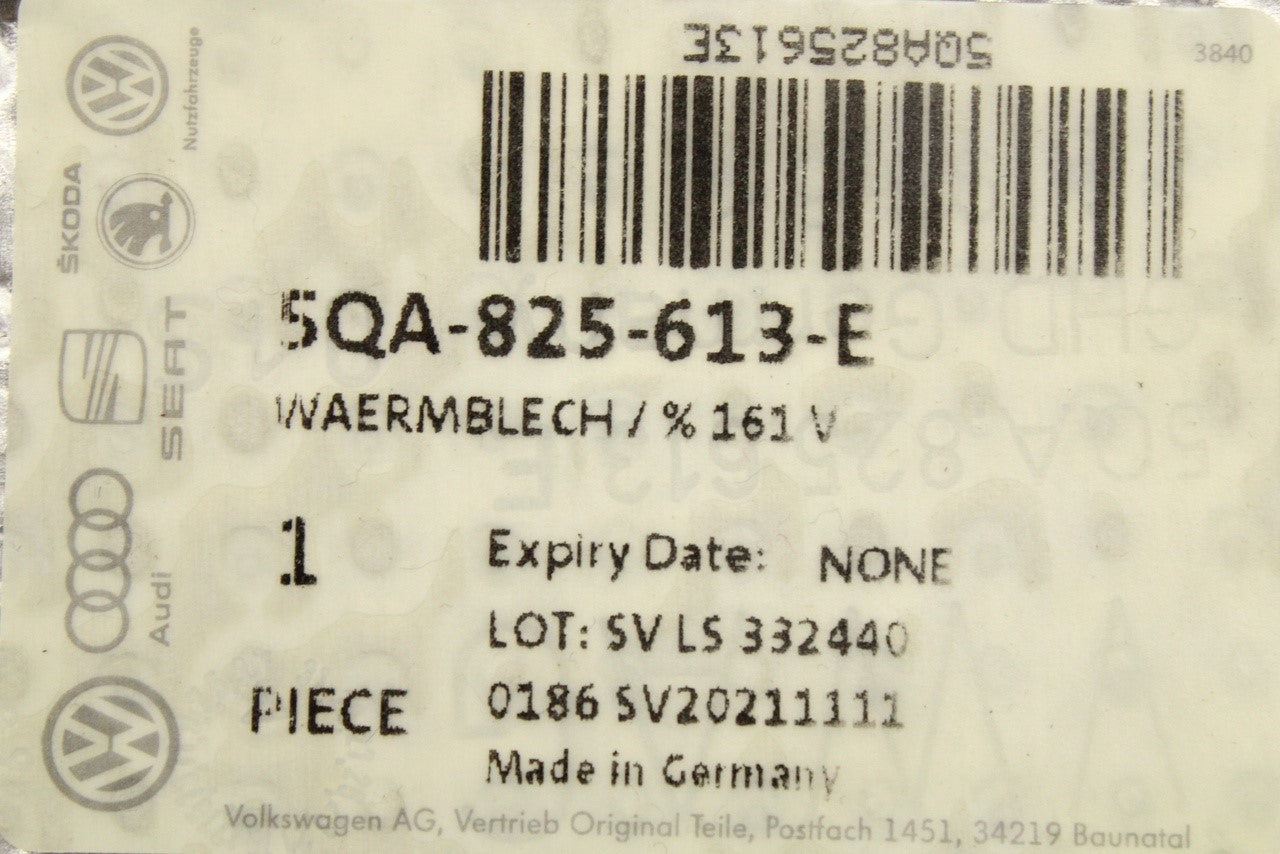 5QA825613E
3840
Nutzfahrzeuge
ŠKODA
SEAT
Audi
5QA-825-613-E
WAERMBLECH / % 161 V
1
Expiry Date: NONE
LOT: SV LS 332440
PIECE
0186 SV20211111
Made in Germany
Volkswagen AG, Vertrieb Original Teile, Postfach 1451, 34219 Baunatal